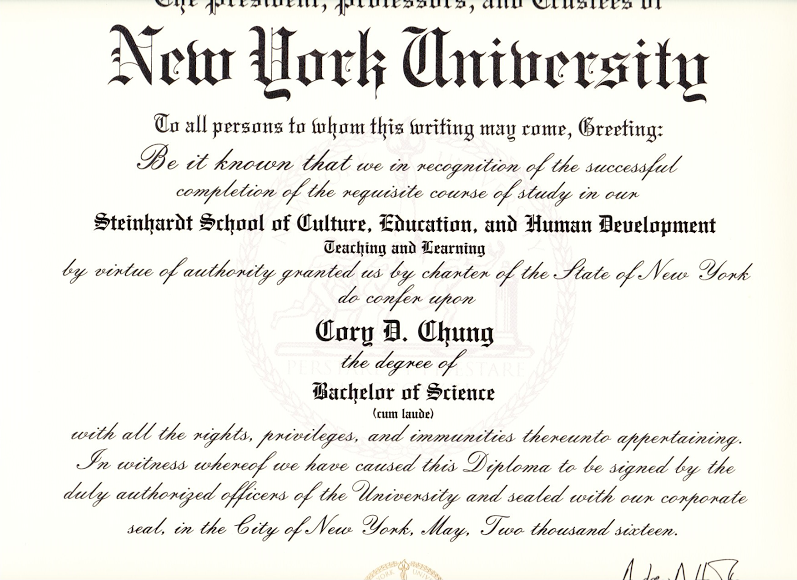 The President, Professors, and Trustees of
New York University
To all persons to whom this writing may come, Greeting:
Be it known that we in recognition of the successful
completion of the requisite course of study in our
Steinhardt School of Culture, Education, and Human Development
Teaching and Learning
by virtue of authority granted us by charter of the State of New York
do confer upon
Cory D. Chung
the degree of
Bachelor of Science
(cum laude)
with all the rights, privileges, and immunities thereunto appertaining.
In witness whereof we have caused this Diploma to be signed by the
duly authorized officers of the University and sealed with our corporate
seal, in the City of New York, May, Two thousand sixteen.